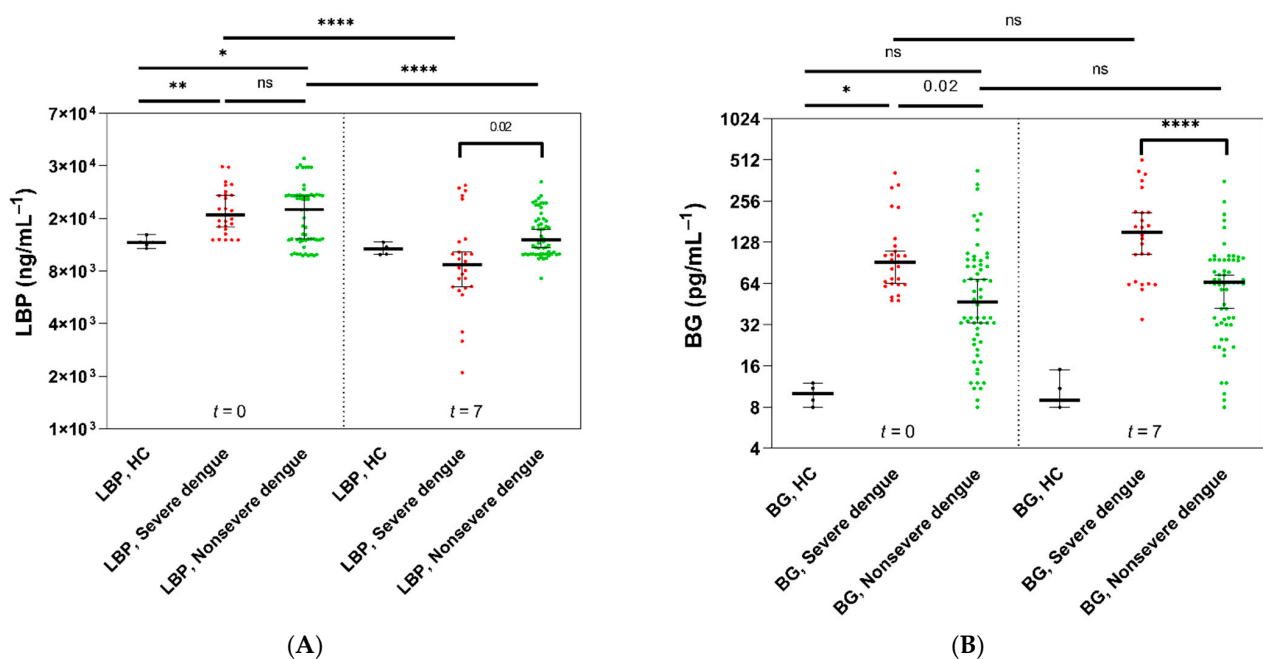 ****
*
****
**
ns
7×10⁴
3×10⁴
2×10⁴
8×10³
4×10³
2×10³
1×10³
LBP (ng/mL⁻¹)
0.02
t = 0
t = 7
LBP, HC
LBP, Severe dengue
LBP, Nonsevere dengue
LBP, HC
LBP, Severe dengue
LBP, Nonsevere dengue
(A)
ns
ns
ns
*
0.02
****
1024
512
256
128
64
32
16
8
4
BG (pg/mL⁻¹)
t = 0
t = 7
BG, HC
BG, Severe dengue
BG, Nonsevere dengue
BG, HC
BG, Severe dengue
BG, Nonsevere dengue
(B)